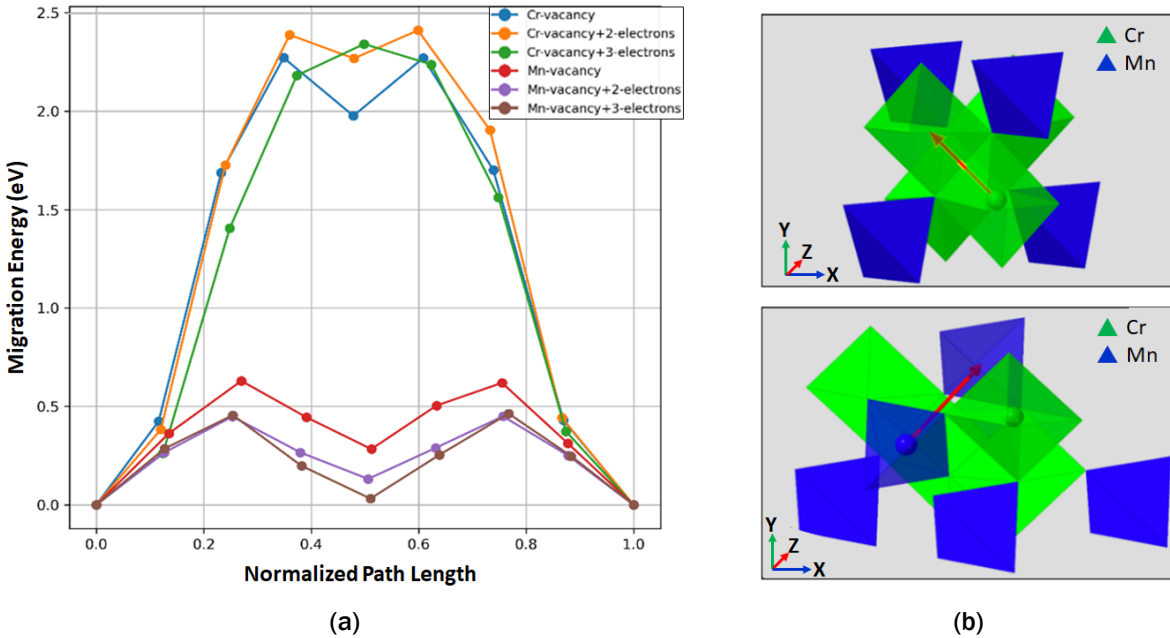 2.5
2.0
1.5
1.0
0.5
0.0
Migration Energy (eV)
Cr-vacancy
Cr-vacancy+2-electrons
Cr-vacancy+3-electrons
Mn-vacancy
Mn-vacancy+2-electrons
Mn-vacancy+3-electrons
0.0 0.2 0.4 0.6 0.8 1.0
Normalized Path Length
(a)
Cr
Mn
Y
Z
X
Cr
Mn
Y
Z
X
(b)